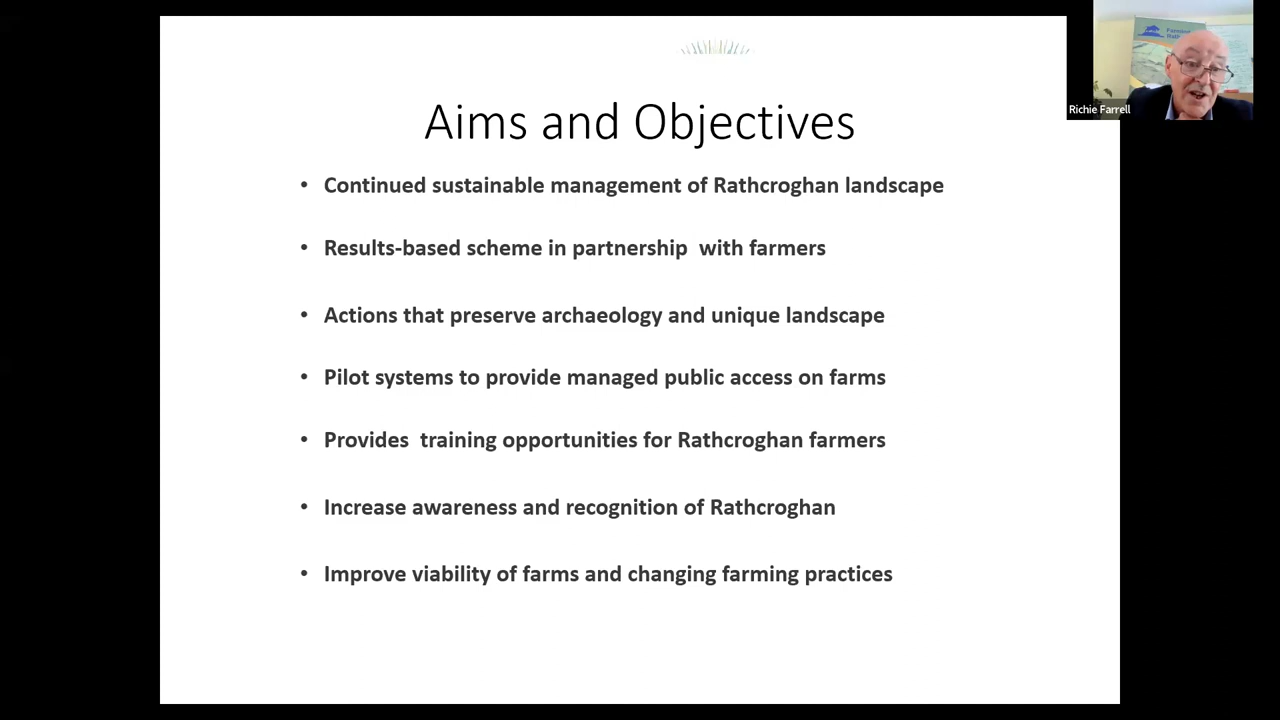 Aims and Objectives
• Continued sustainable management of Rathcroghan landscape
• Results-based scheme in partnership  with farmers
• Actions that preserve archaeology and unique landscape
• Pilot systems to provide managed public access on farms
• Provides  training opportunities for Rathcroghan farmers
• Increase awareness and recognition of Rathcroghan
• Improve viability of farms and changing farming practices
Richie Farrell